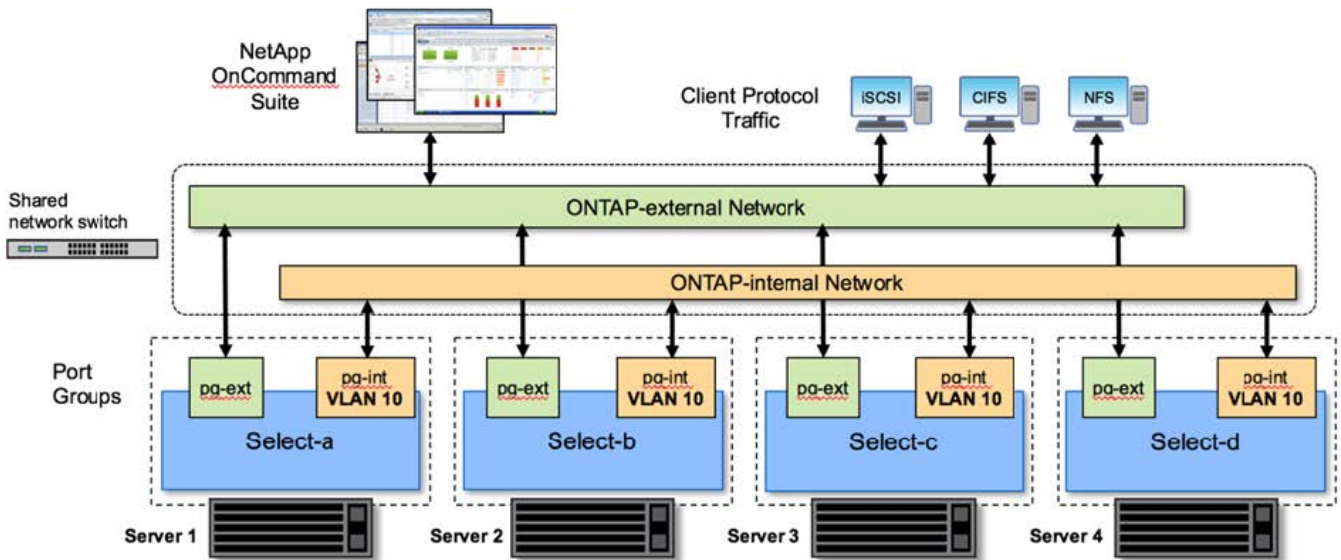 NetApp
OnCommand
Suite
Client Protocol
Traffic
iSCSI
CIFS
NFS
Shared
network switch
ONTAP-external Network
ONTAP-internal Network
Port
Groups
pg-ext
pg-int
VLAN 10
Select-a
pg-ext
pg-int
VLAN 10
Select-b
pg-ext
pg-int
VLAN 10
Select-c
pg-ext
pg-int
VLAN 10
Select-d
Server 1
Server 2
Server 3
Server 4